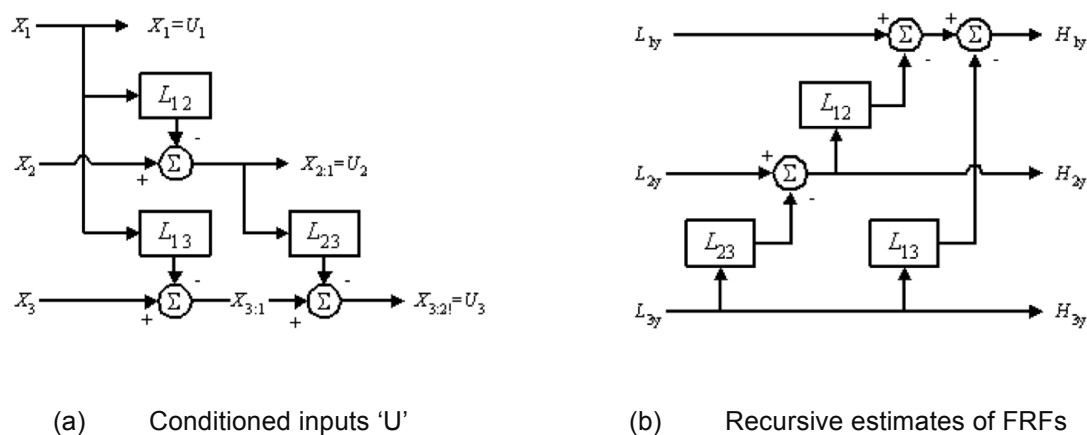 X₁
X₁=U₁
L₁₂
-
X₂
+
Σ
X₂:₁=U₂
L₁₃
L₂₃
-
-
X₃
+
Σ
X₃:₁
+
Σ
X₃:₂!=U₃
(a) Conditioned inputs ‘U’
L₁y
+
Σ
+
Σ
H₁y
-
-
L₁₂
L₂y
+
Σ
H₂y
-
L₂₃
L₁₃
L₃y
H₃y
(b) Recursive estimates of FRFs